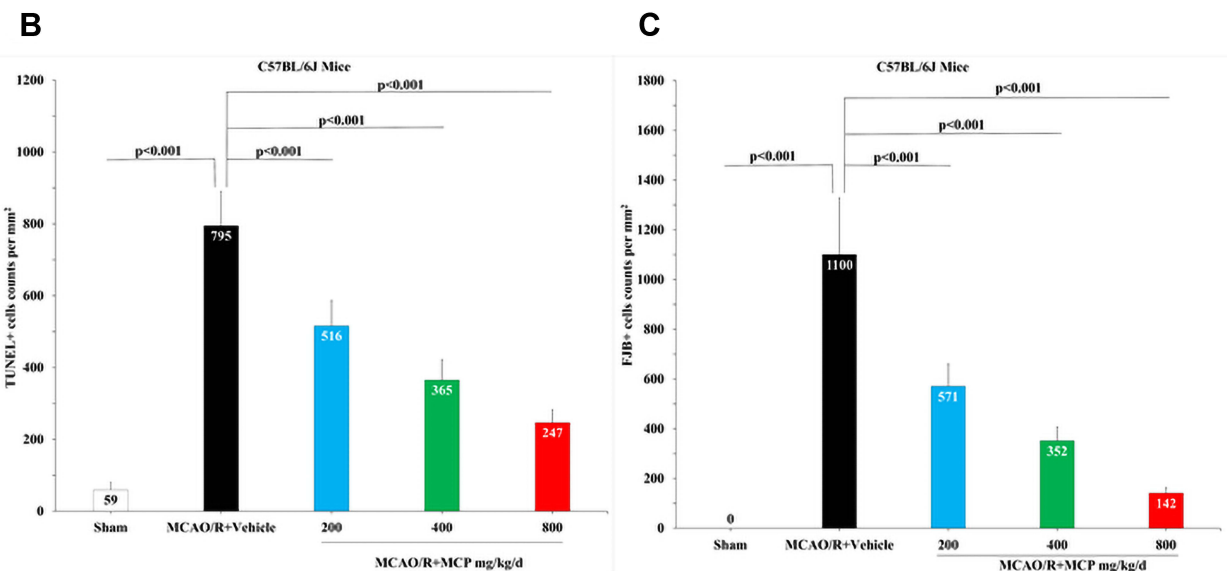 B
C57BL/6J Mice
TUNEL+ cells counts per mm²
1200
1000
800
600
400
200
0
p<0.001
p<0.001
p<0.001
p<0.001
59
795
516
365
247
Sham
MCAO/R+Vehicle
200
400
800
MCAO/R+MCP mg/kg/d
C
C57BL/6J Mice
FJB+ cells counts per mm²
1800
1600
1400
1200
1000
800
600
400
200
0
p<0.001
p<0.001
p<0.001
p<0.001
0
1100
571
352
142
Sham
MCAO/R+Vehicle
200
400
800
MCAO/R+MCP mg/kg/d